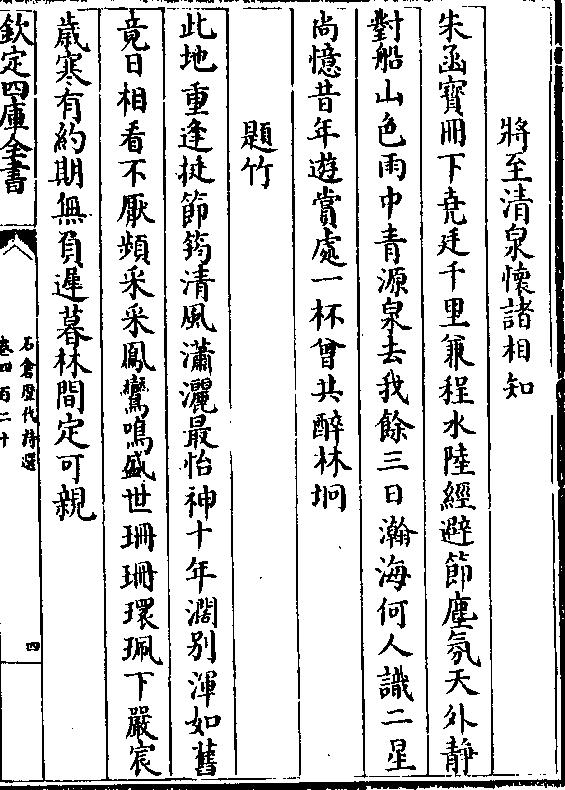 將至清泉懷諸相知
朱函寶冊下堯廷千里兼程水陸經避節塵氛天外静
對船山色雨中青源泉去我餘三日瀚海何人識二星
尚憶昔年遊賞處一杯曾共醉林坰
題竹
此地重逢挺節筠清風瀟灑最怡神十年濶别渾如舊
竟日相看不厭頻采采鳳鸞鳴盛世珊珊環珮下嚴宸
歳寒有約期無負遲暮林間定可親
欽定四庫全書
石倉歴代詩選
卷四百二十
四